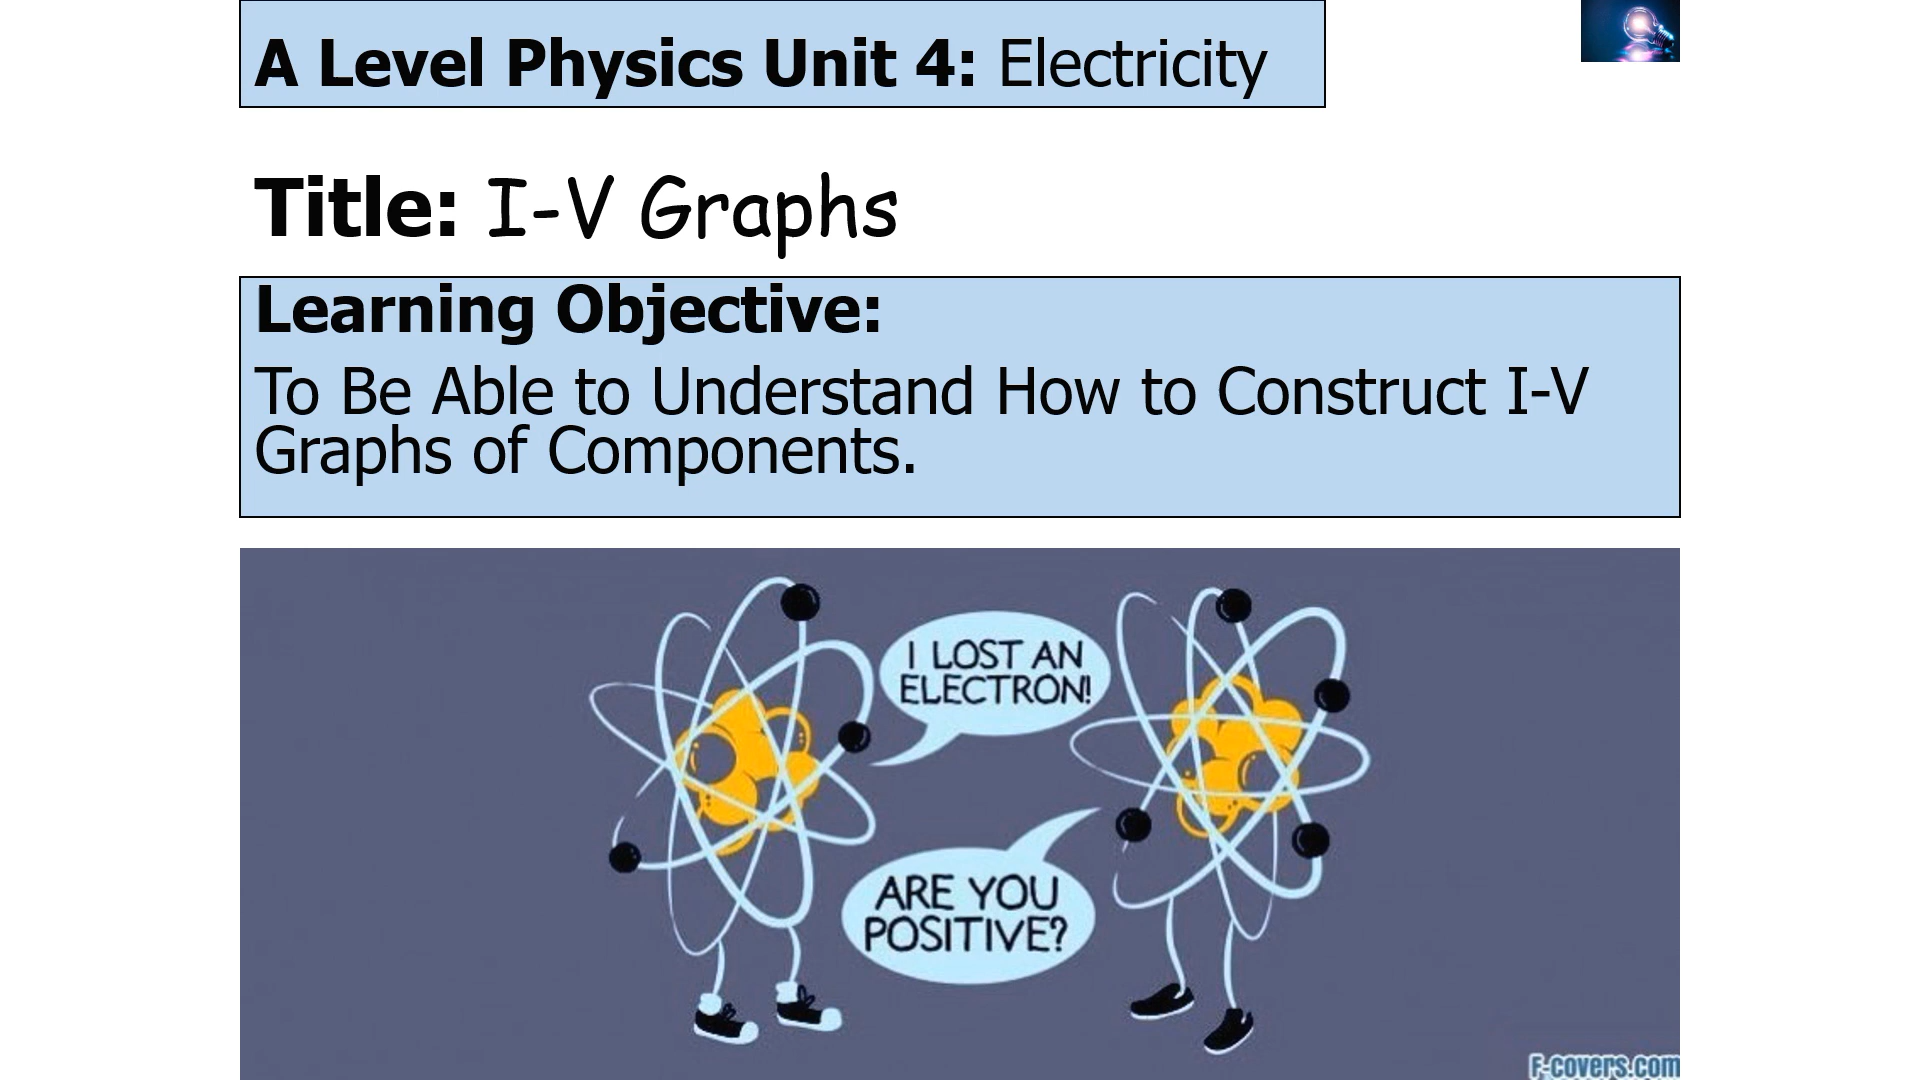 A Level Physics Unit 4: Electricity
Title: I-V Graphs
Learning Objective:
To Be Able to Understand How to Construct I-V
Graphs of Components.
I LOST AN
ELECTRON!
ARE YOU
POSITIVE?
F-covers.com